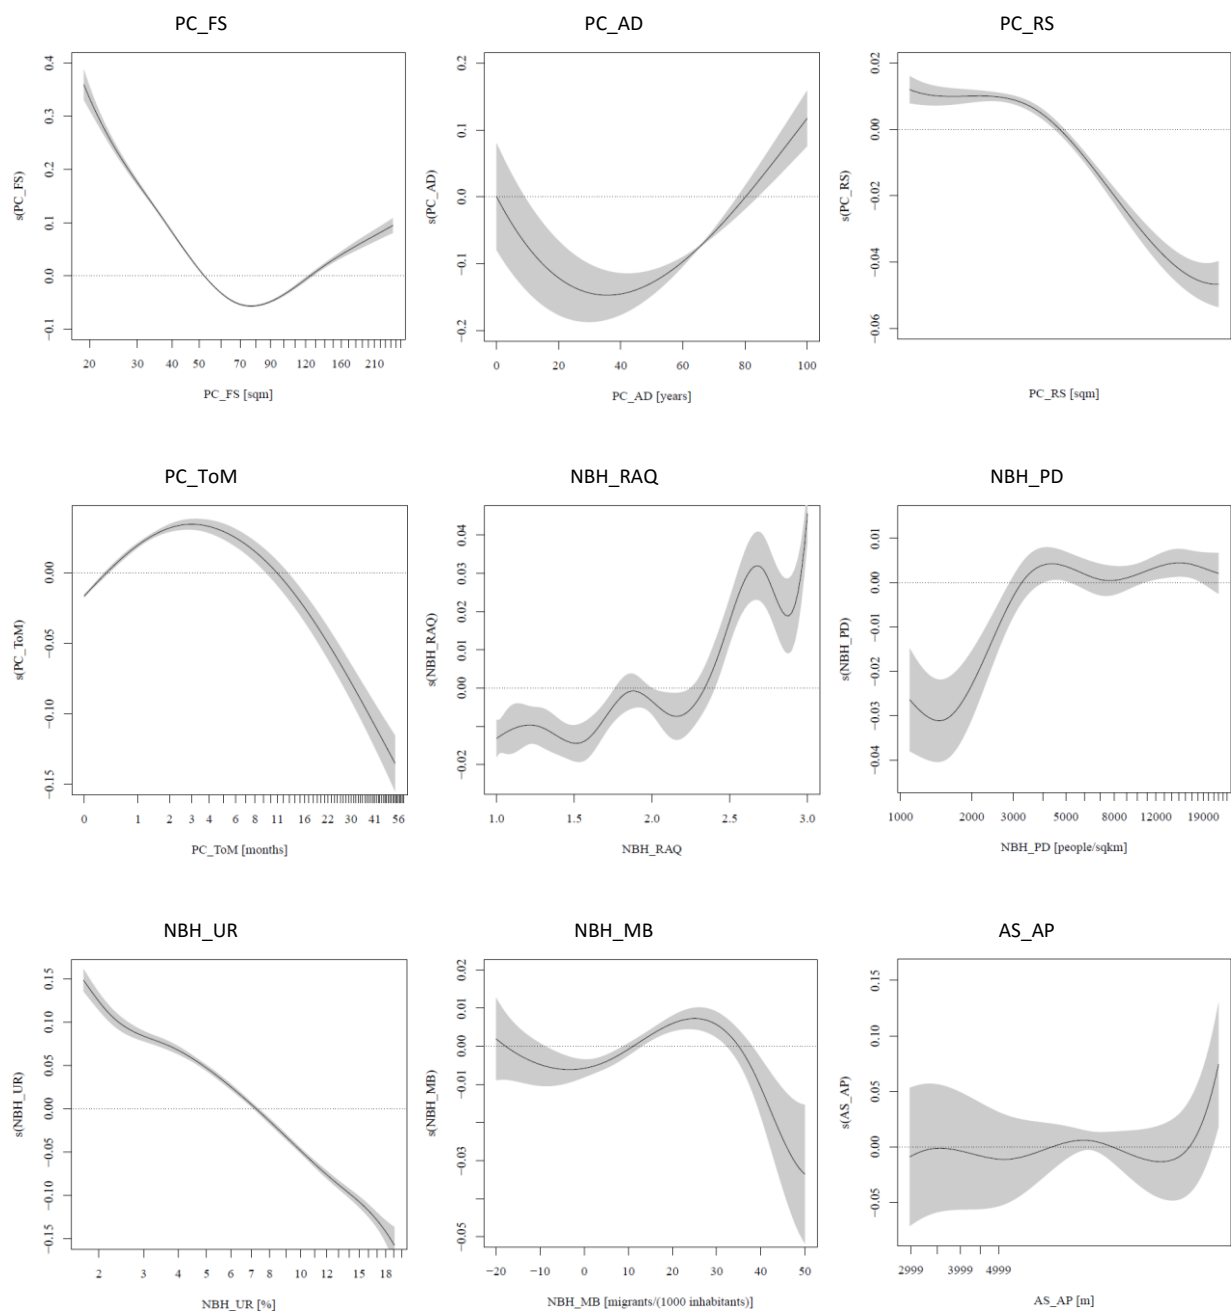 PC_FS
PC_AD
PC_RS
0.4
0.3
0.2
0.1
0.0
−0.1
s(PC_FS)
20 30 40 50 70 90 120 160 210
PC_FS [sqm]
0.2
0.1
0.0
−0.1
−0.2
s(PC_AD)
0 20 40 60 80 100
PC_AD [years]
0.02
0.00
−0.02
−0.04
−0.06
s(PC_RS)
PC_RS [sqm]
PC_ToM
NBH_RAQ
NBH_PD
0.00
−0.05
−0.10
−0.15
s(PC_ToM)
0 1 2 3 4 6 8 11 16 22 30 41 56
PC_ToM [months]
0.04
0.02
0.00
−0.02
s(NBH_RAQ)
1.0 1.5 2.0 2.5 3.0
NBH_RAQ
0.01
0.00
−0.01
−0.02
−0.03
−0.04
s(NBH_PD)
1000 2000 3000 5000 8000 12000 19000
NBH_PD [people/sqkm]
NBH_UR
NBH_MB
AS_AP
0.15
0.10
0.05
0.00
−0.05
−0.10
−0.15
s(NBH_UR)
2 3 4 5 6 7 8 10 12 15 18
NBH_UR [%]
0.02
0.01
0.00
−0.01
−0.03
−0.05
s(NBH_MB)
−20 −10 0 10 20 30 40 50
NBH_MB [migrants/(1000 inhabitants)]
0.15
0.10
0.05
0.00
−0.05
s(AS_AP)
2999 3999 4999
AS_AP [m]